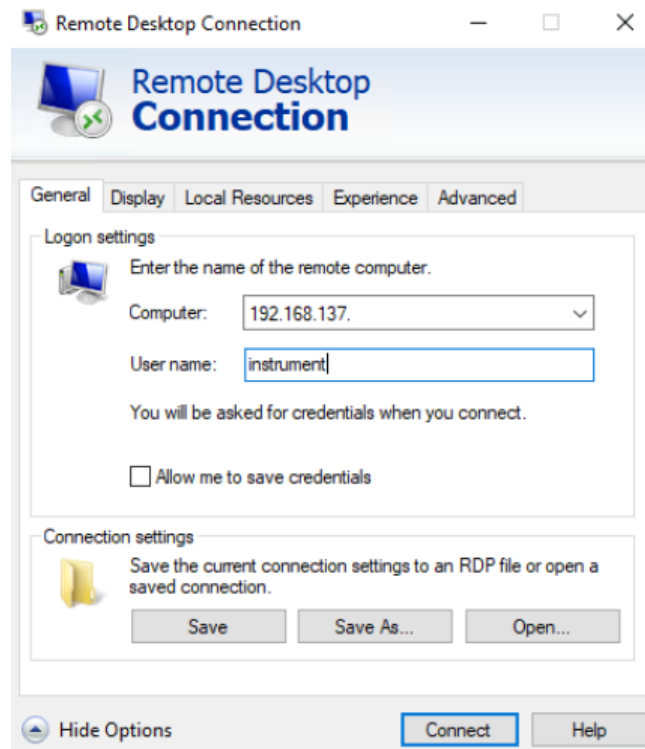 Remote Desktop Connection
Remote Desktop
Connection
General Display Local Resources Experience Advanced
Logon settings
Enter the name of the remote computer.
Computer: 192.168.137.
User name: instrument
You will be asked for credentials when you connect.
Allow me to save credentials
Connection settings
Save the current connection settings to an RDP file or open a
saved connection.
Save Save As... Open...
Hide Options Connect Help